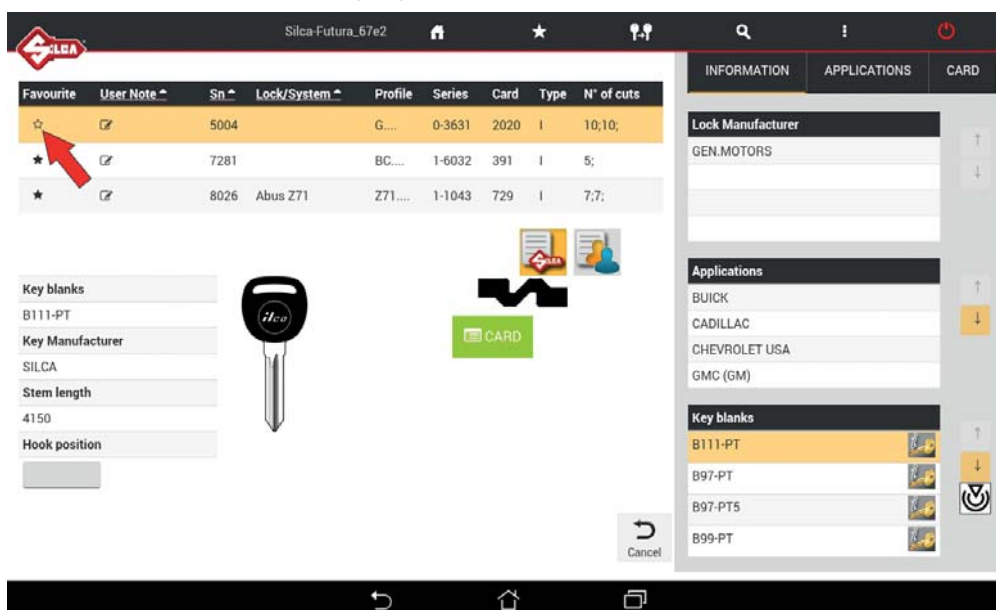 Silca-Futura_67e2
SILCA
INFORMATION APPLICATIONS CARD
Favourite User Note Sn Lock/System Profile Series Card Type N° of cuts
5004 G.... 0-3631 2020 I 10;10;
7281 BC.... 1-6032 391 I 5;
8026 Abus Z71 Z71.... 1-1043 729 I 7;7;
Lock Manufacturer
GEN.MOTORS
SILCA
Key blanks
B111-PT
Key Manufacturer
SILCA
Stem length
4150
Hook position
ilco
CARD
Applications
BUICK
CADILLAC
CHEVROLET USA
GMC (GM)
Key blanks
B111-PT
B97-PT
B97-PT5
B99-PT
Cancel